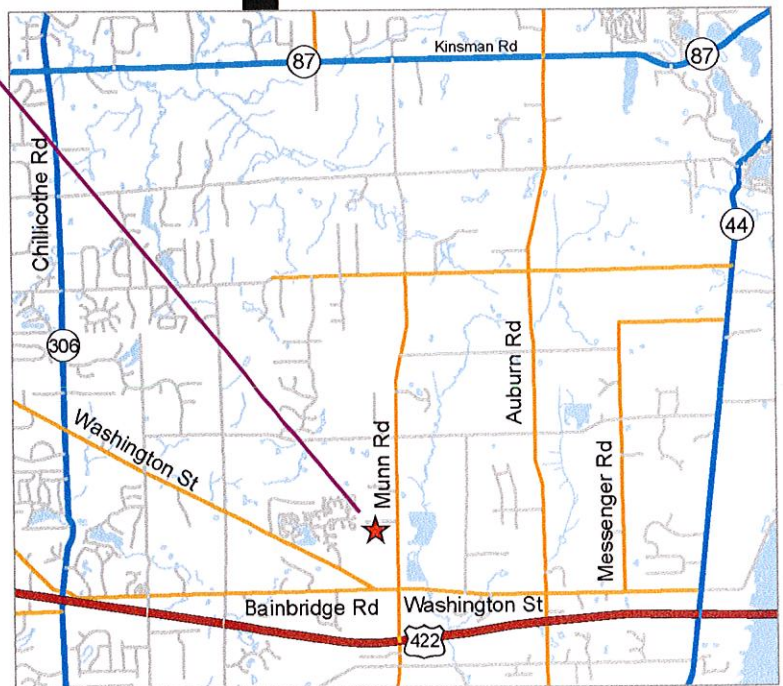 Kinsman Rd
87
87
Chillicothe Rd
44
306
Auburn Rd
Washington St
Munn Rd
Messenger Rd
Bainbridge Rd
Washington St
422